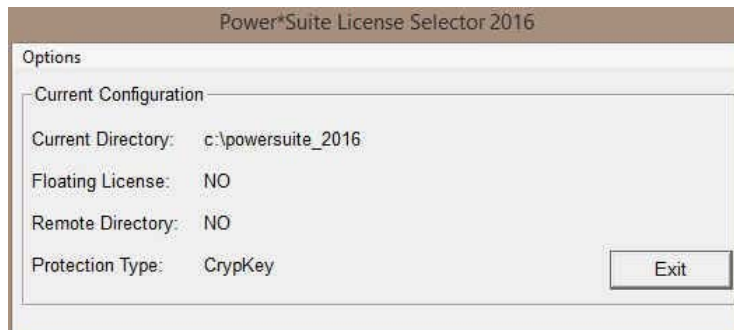 Power*Suite License Selector 2016
Options
Current Configuration
Current Directory: c:\powersuite_2016
Floating License: NO
Remote Directory: NO
Protection Type: CrypKey
Exit